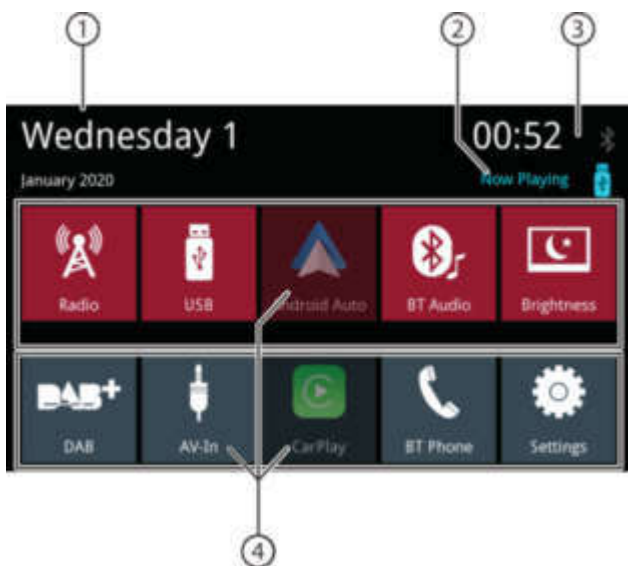 1
2
3
Wednesday 1
00:52
January 2020
Now Playing
Radio
USB
Android Auto
BT Audio
Brightness
DAB+
DAB
AV-In
CarPlay
BT Phone
Settings
4